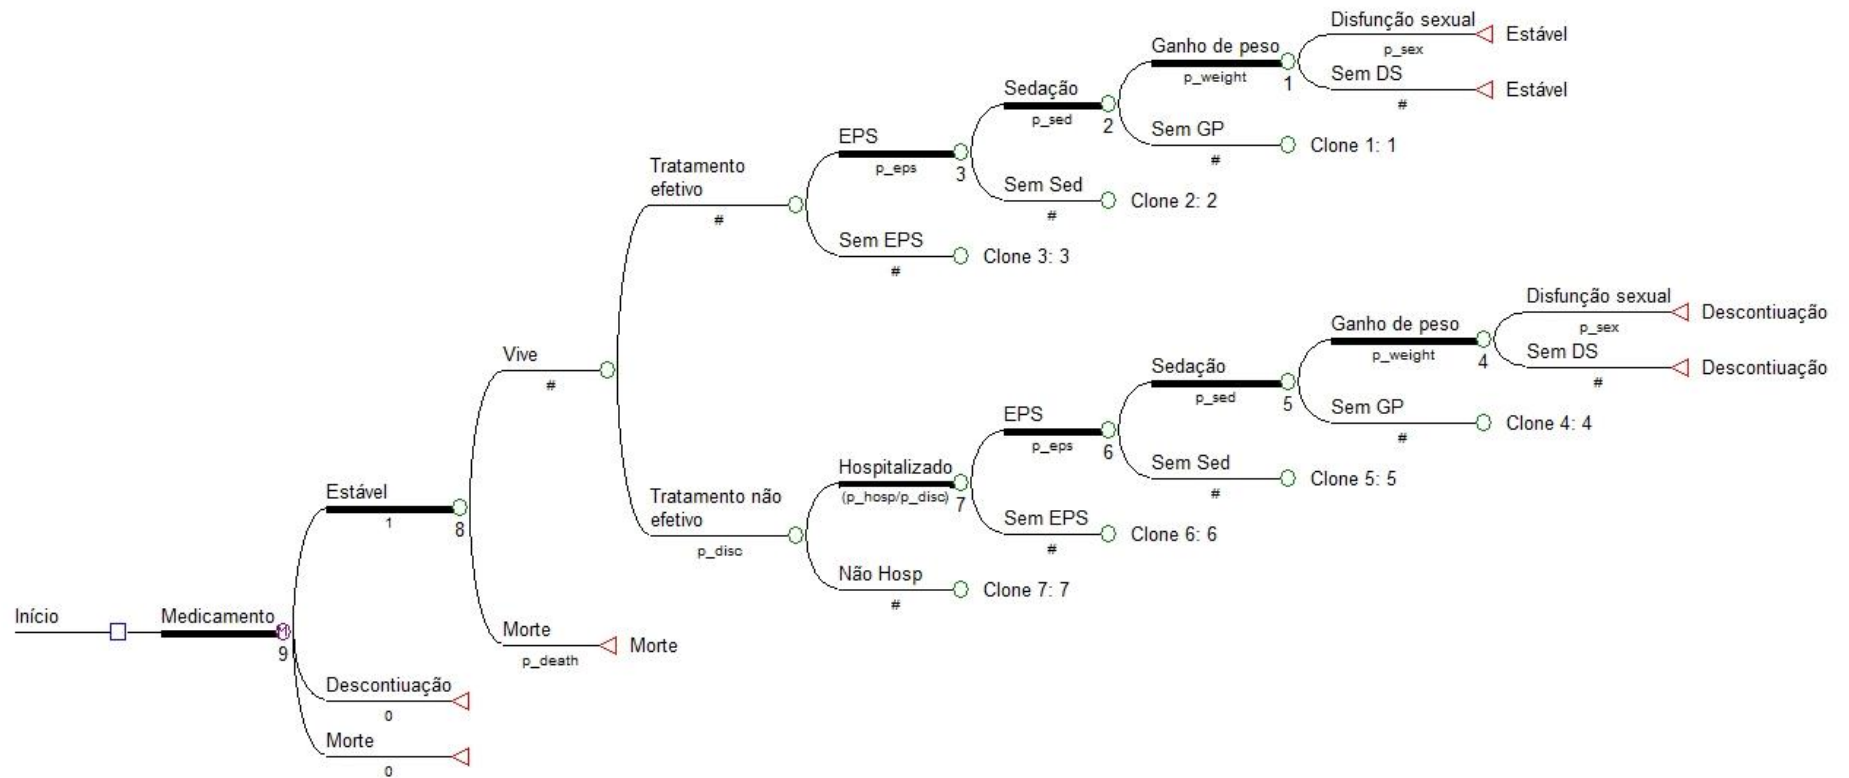 Disfunção sexual
p_sex
Estável
Ganho de peso
p_weight
1
Sem DS
#
Estável
Sedação
p_sed
2
Sem GP
#
Clone 1: 1
EPS
p_eps
3
Sem Sed
#
Clone 2: 2
Tratamento
efetivo
#
Sem EPS
#
Clone 3: 3
Disfunção sexual
p_sex
Descontiuação
Ganho de peso
p_weight
4
Sem DS
#
Descontiuação
Vive
#
Sedação
p_sed
5
Sem GP
#
Clone 4: 4
EPS
p_eps
6
Sem Sed
#
Clone 5: 5
Hospitalizado
(p_hosp/p_disc)
7
Sem EPS
#
Clone 6: 6
Estável
1
8
Tratamento não
efetivo
p_disc
Não Hosp
#
Clone 7: 7
Início
Medicamento
M
9
Morte
p_death
Morte
Descontiuação
0
Morte
0